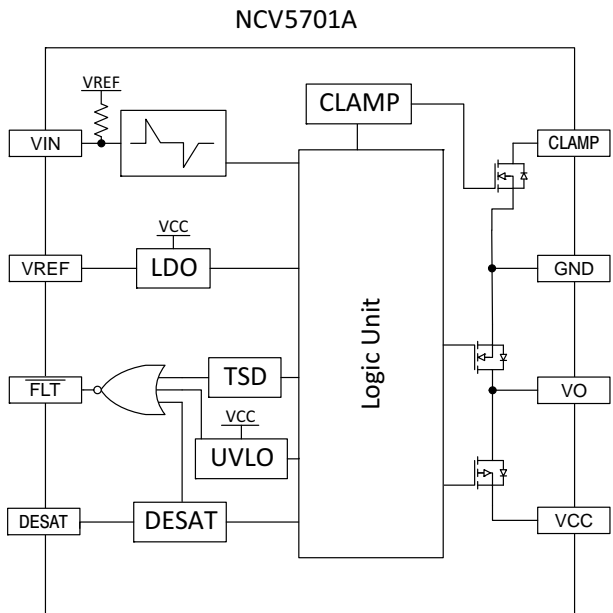 NCV5701A
VREF
CLAMP
VIN
CLAMP
VCC
VREF
LDO
GND
Logic Unit
FLT
TSD
VO
VCC
UVLO
DESAT
DESAT
VCC